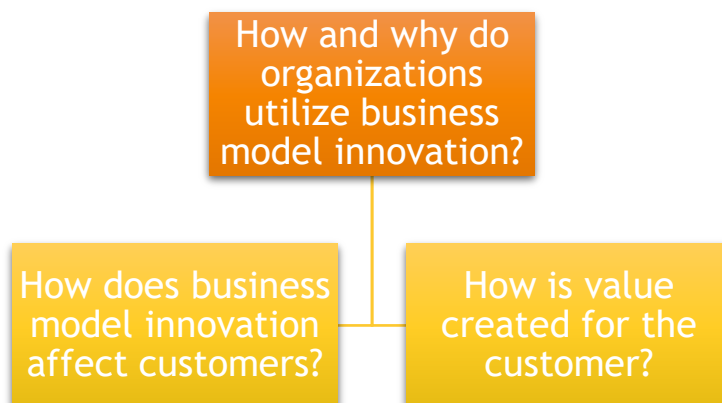 How and why do
organizations
utilize business
model innovation?
How does business
model innovation
affect customers?
How is value
created for the
customer?